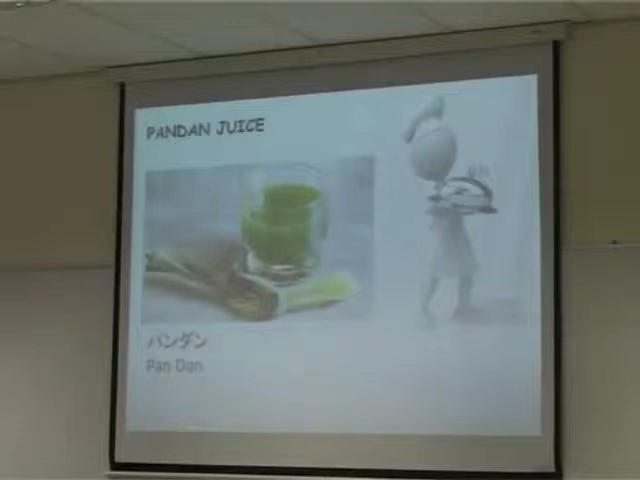 PANDAN JUICE
パンダン
Pan Dan